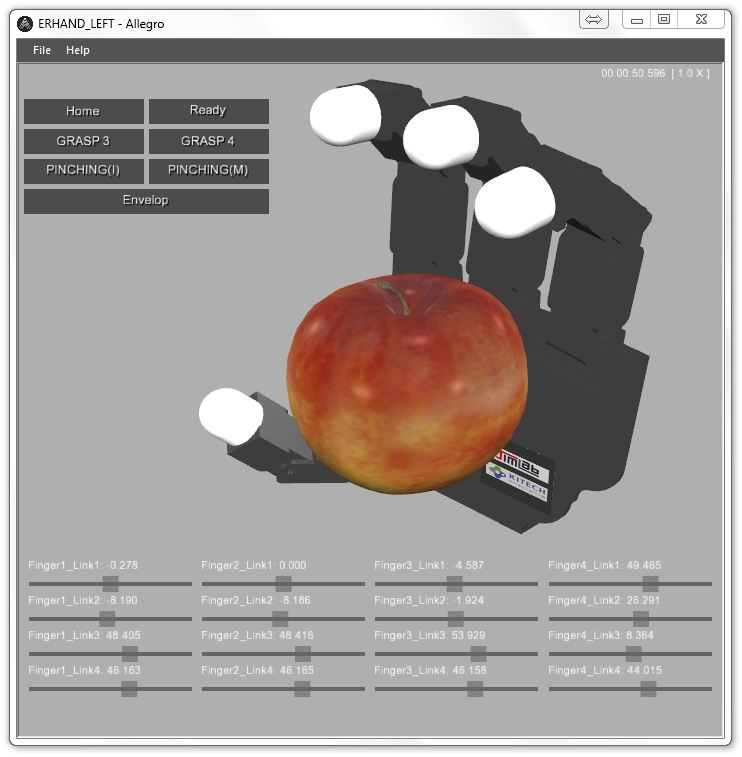 ERHAND_LEFT - Allegro
File Help
00:00:50.596 [ 1.0 X ]
Home Ready
GRASP 3 GRASP 4
PINCHING(I) PINCHING(M)
Envelop
KITECH
Finger1_Link1: -0.278 Finger2_Link1: 0.000 Finger3_Link1: -4.587 Finger4_Link1: 49.465
Finger1_Link2: -8.190 Finger2_Link2: -8.186 Finger3_Link2: -1.924 Finger4_Link2: 26.291
Finger1_Link3: 48.405 Finger2_Link3: 48.416 Finger3_Link3: 53.929 Finger4_Link3: 8.364
Finger1_Link4: 46.163 Finger2_Link4: 46.165 Finger3_Link4: 46.158 Finger4_Link4: 44.015